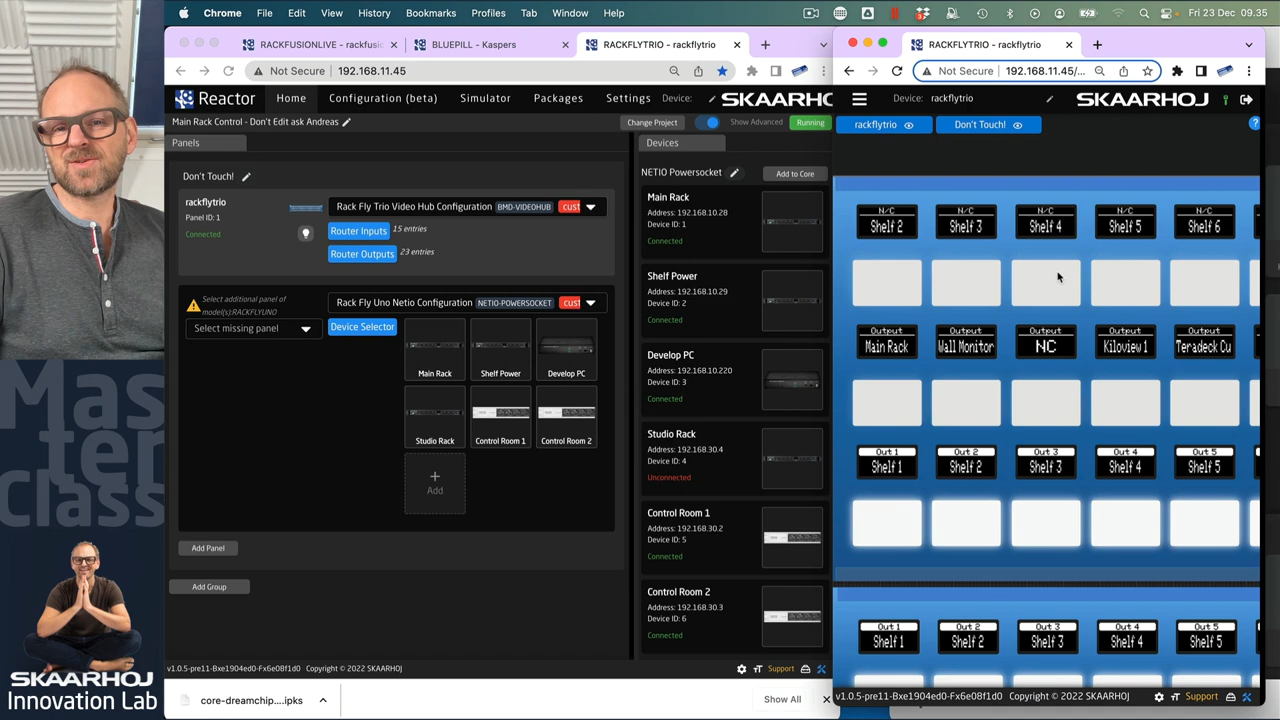 Chrome File Edit View History Bookmarks Profiles Tab Window Help Fri 23 Dec 09.35
RACKFUSIONLIVE - rackfusi
BLUEPILL - Kaspers
RACKFLYTRIO - rackflytrio
Not Secure 192.168.11.45
Reactor Home Configuration (beta) Simulator Packages Settings Device: SKAARHOJ
Main Rack Control - Don't Edit ask Andreas
Change Project Show Advanced Running
Panels
Don't Touch!
rackflytrio
Panel ID: 1
Connected
Rack Fly Trio Video Hub Configuration BMD-VIDEOHUB cust
Router Inputs 15 entries
Router Outputs 23 entries
Select additional panel of
model(s):RACKFLYUNO
Select missing panel
Rack Fly Uno Netio Configuration NETIO-POWERSOCKET cust
Device Selector
Main Rack Shelf Power Develop PC
Studio Rack Control Room 1 Control Room 2
+
Add
Add Panel
Add Group
Devices
NETIO Powersocket Add to Core
Main Rack
Address: 192.168.10.28
Device ID: 1
Connected
Shelf Power
Address: 192.168.10.29
Device ID: 2
Connected
Develop PC
Address: 192.168.10.220
Device ID: 3
Connected
Studio Rack
Address: 192.168.30.4
Device ID: 4
Unconnected
Control Room 1
Address: 192.168.30.2
Device ID: 5
Connected
Control Room 2
Address: 192.168.30.3
Device ID: 6
Connected
v1.0.5-pre11-Bxe1904ed0-Fx6e08f1d0 Copyright © 2022 SKAARHOJ Support
core-dreamchip....ipks
Show All
RACKFLYTRIO - rackflytrio
Not Secure 192.168.11.45/...
Device: rackflytrio SKAARHOJ
rackflytrio Don't Touch! ?
N/C N/C N/C N/C N/C
Shelf 2 Shelf 3 Shelf 4 Shelf 5 Shelf 6
Output Output Output Output Output
Main Rack Wall Monitor NC Kiloview 1 Teradeck Cu
Out 1 Out 2 Out 3 Out 4 Out 5
Shelf 1 Shelf 2 Shelf 3 Shelf 4 Shelf 5
Out 1 Out 2 Out 3 Out 4 Out 5
Shelf 1 Shelf 2 Shelf 3 Shelf 4 Shelf 5
v1.0.5-pre11-Bxe1904ed0-Fx6e08f1d0 Copyright © 2022 SKAARHOJ Support
Mas
ter
Class
SKAARHOJ
Innovation Lab